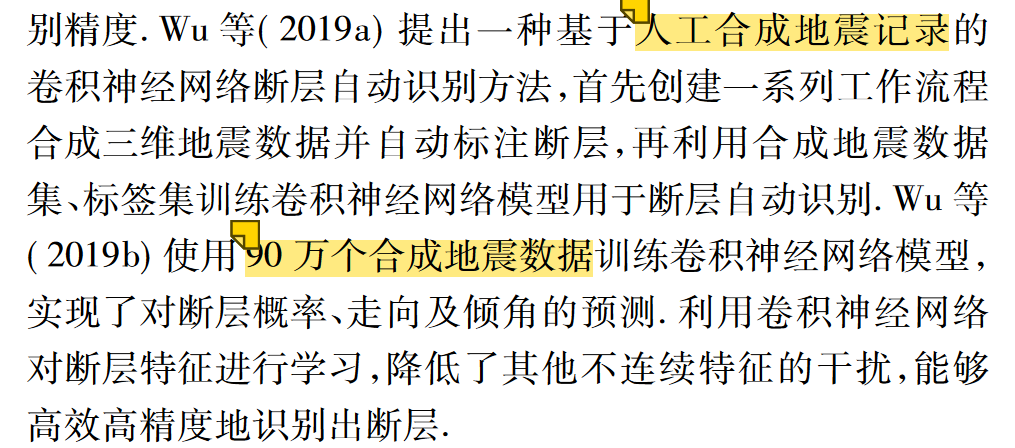 别精度. Wu 等( 2019a) 提出一种基于人工合成地震记录的
卷积神经网络断层自动识别方法,首先创建一系列工作流程
合成三维地震数据并自动标注断层,再利用合成地震数据
集、标签集训练卷积神经网络模型用于断层自动识别. Wu 等
( 2019b) 使用 90 万个合成地震数据训练卷积神经网络模型,
实现了对断层概率、走向及倾角的预测. 利用卷积神经网络
对断层特征进行学习,降低了其他不连续特征的干扰,能够
高效高精度地识别出断层.